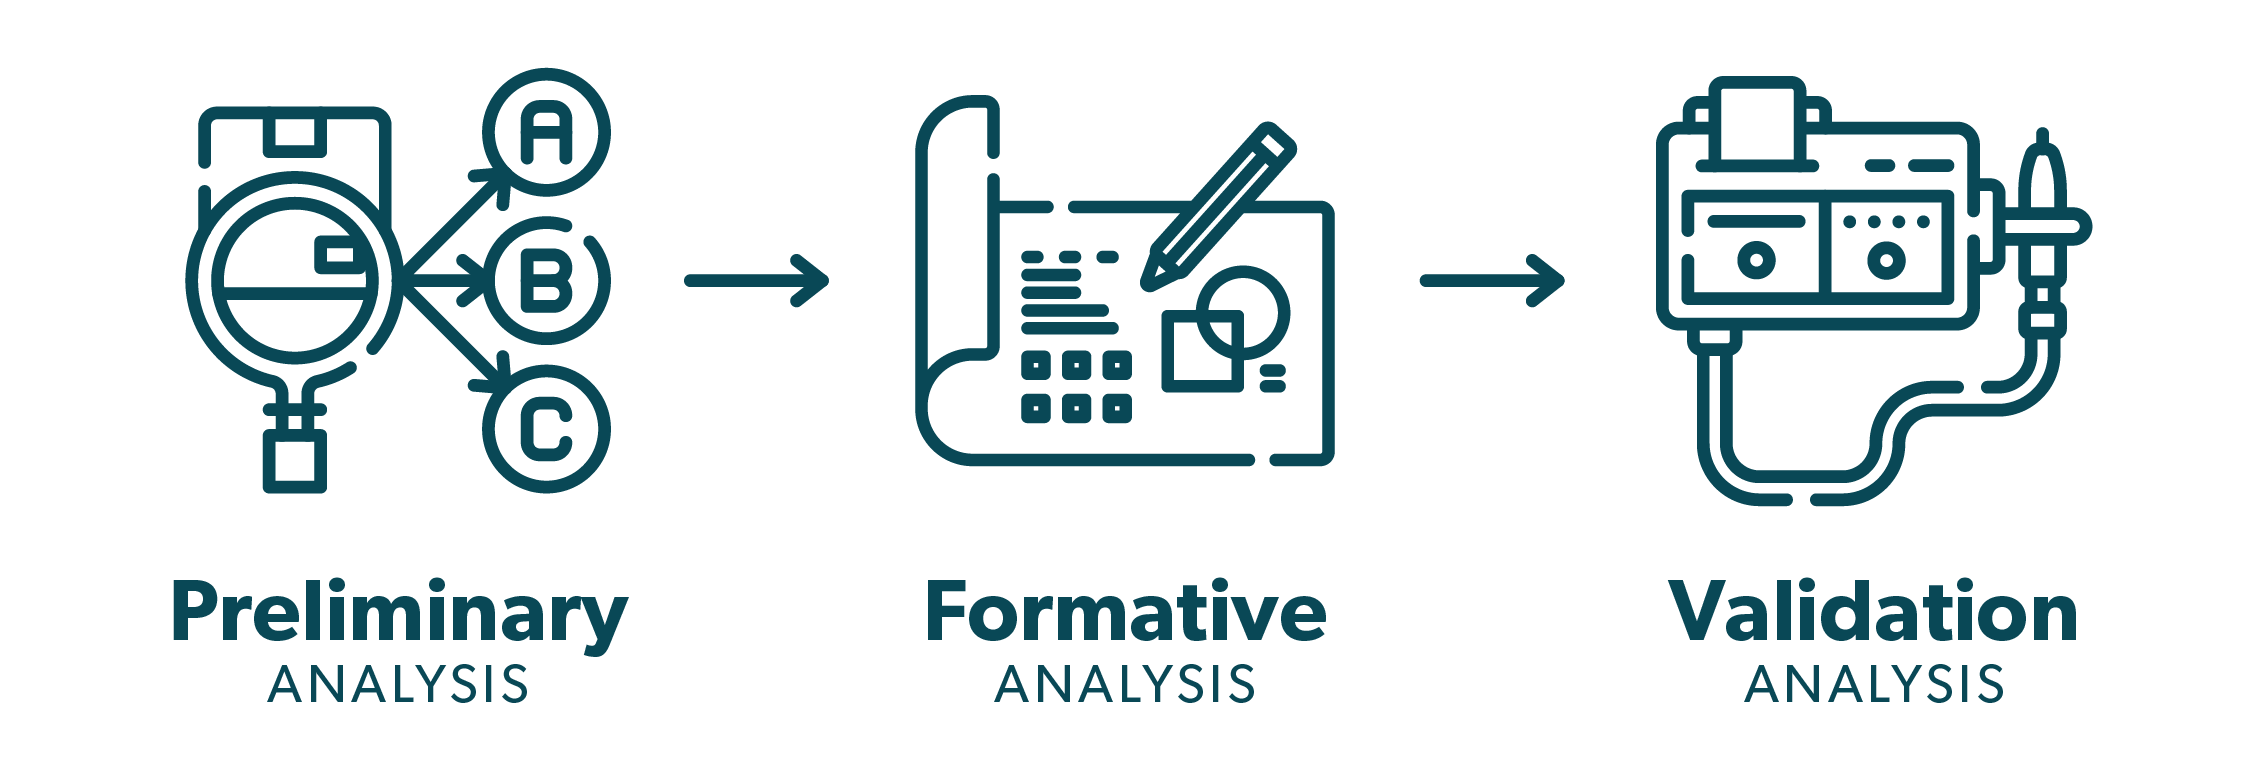 A
B
C
Preliminary
ANALYSIS
Formative
ANALYSIS
Validation
ANALYSIS